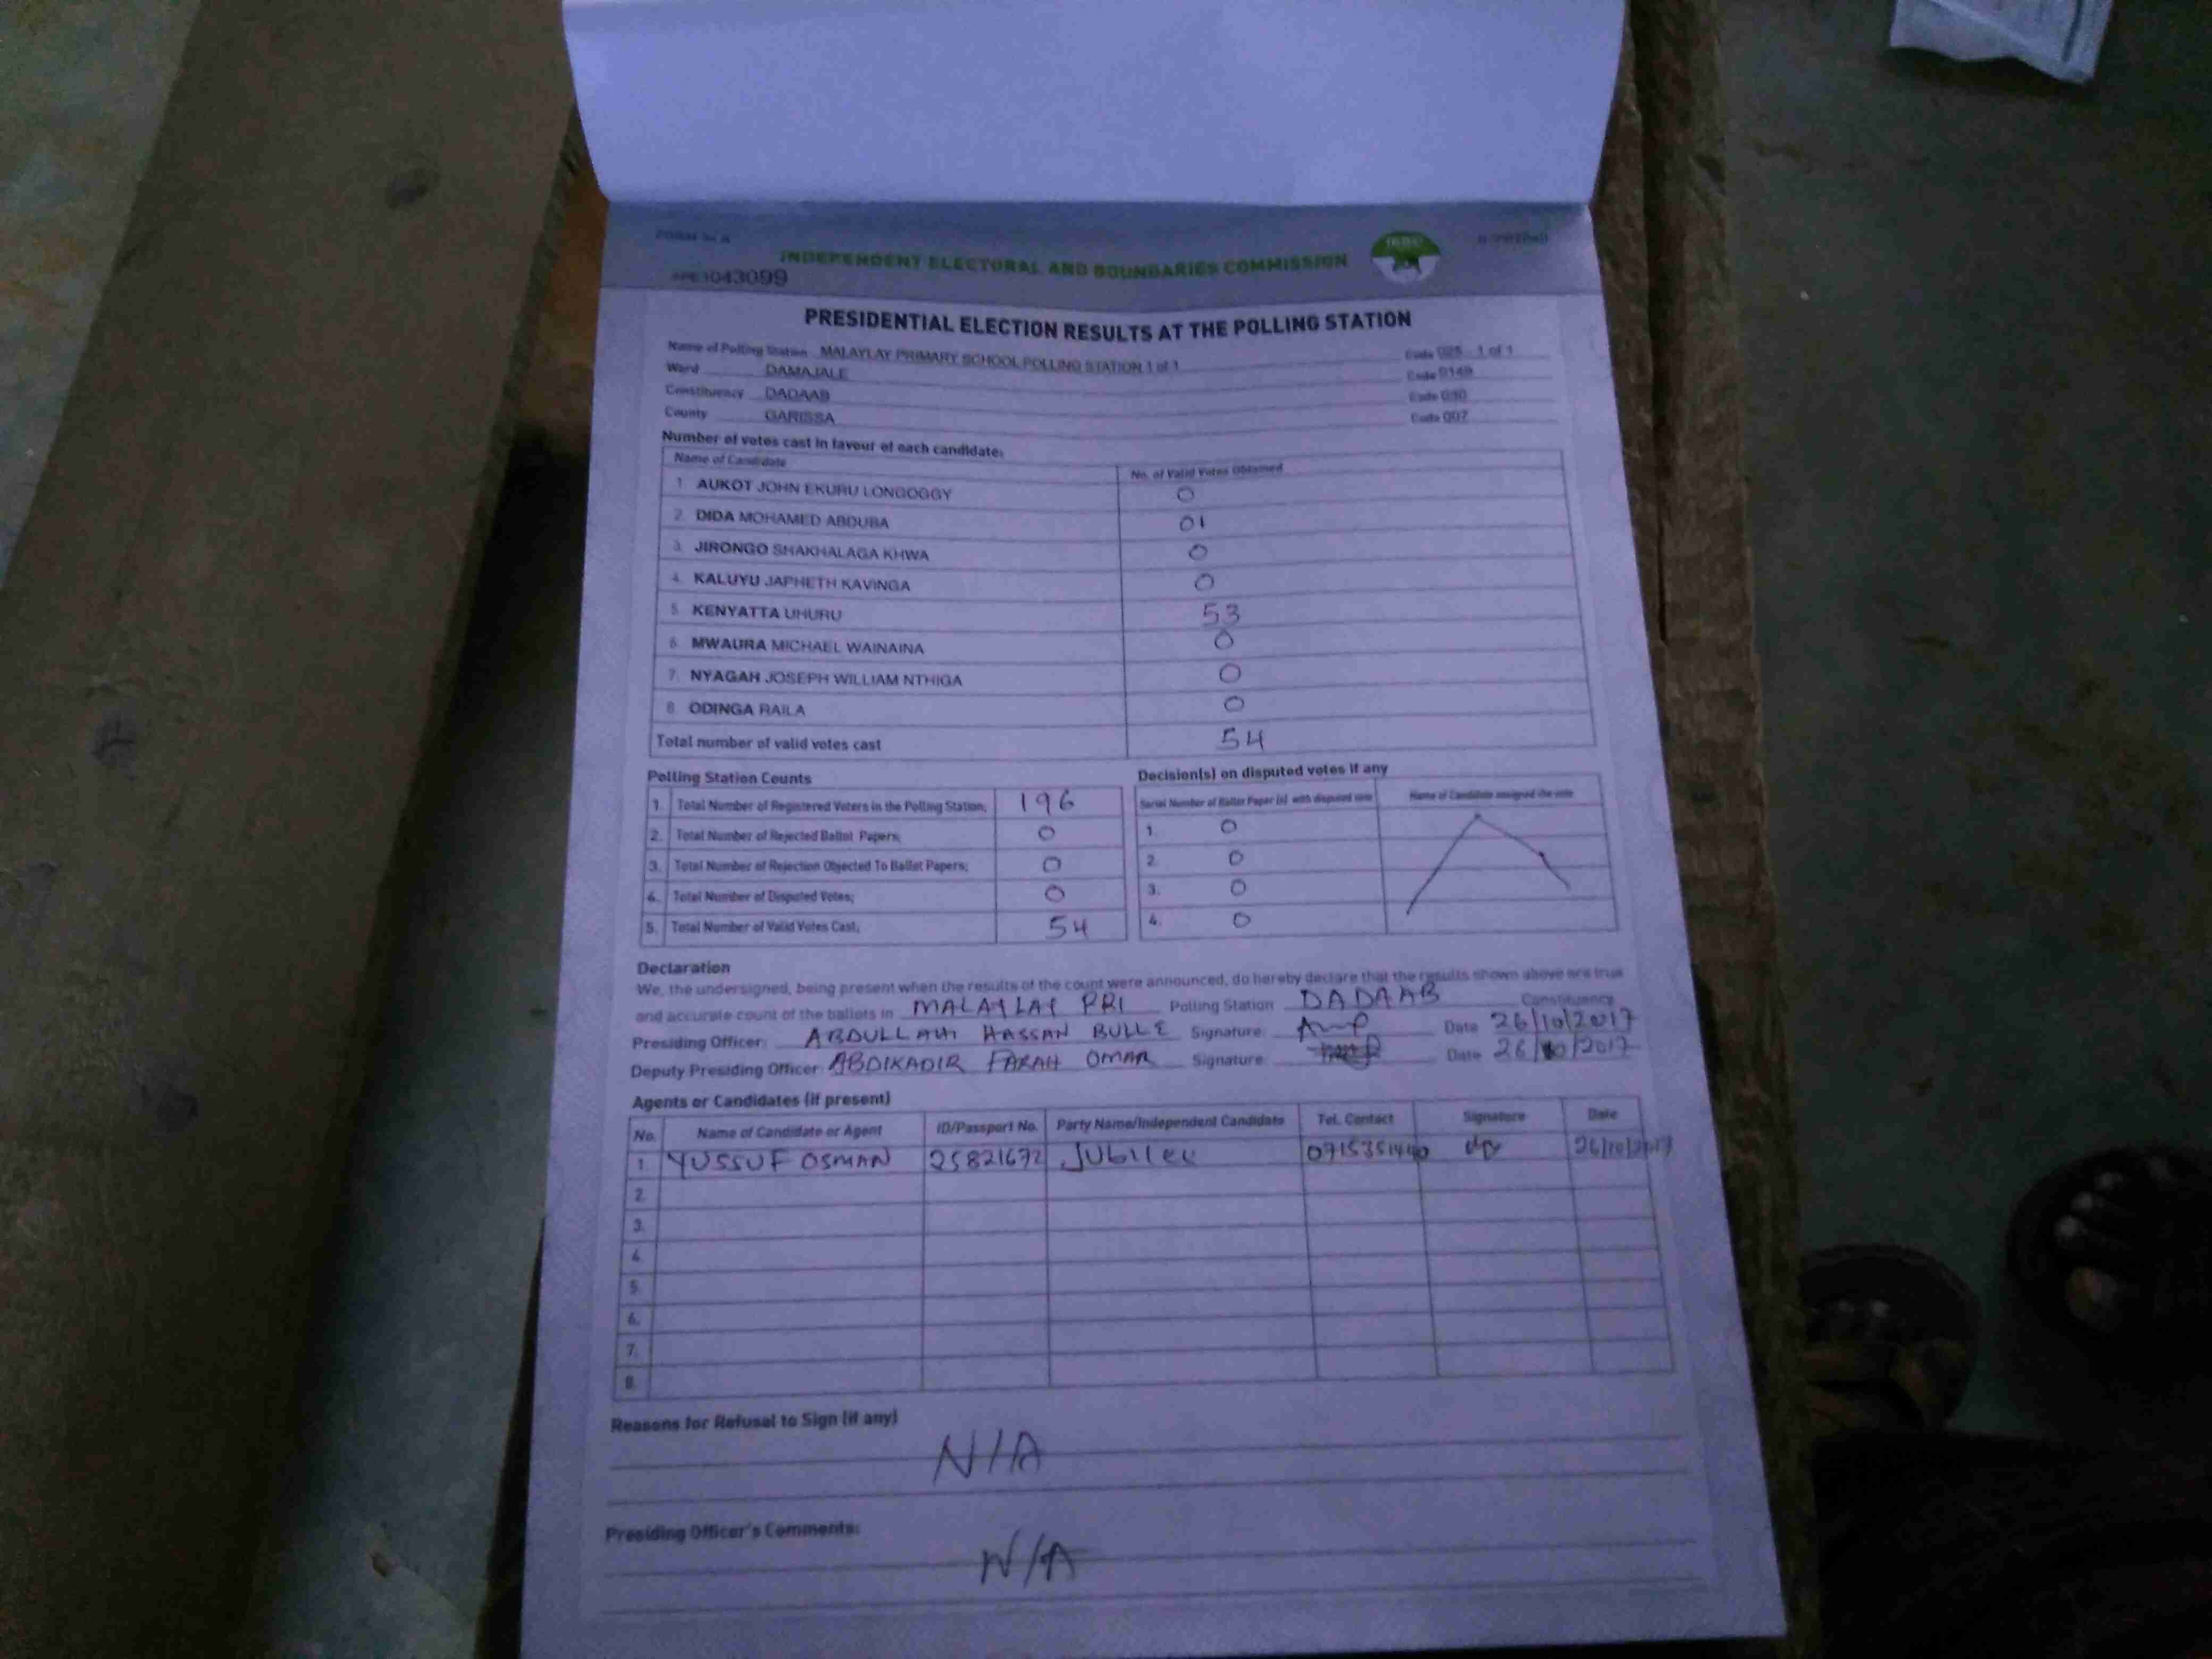 FORM 34 A
INDEPENDENT ELECTORAL AND BOUNDARIES COMMISSION
IEBC
043099
PRESIDENTIAL ELECTION RESULTS AT THE POLLING STATION
Name of Polling Station MALAYLAY PRIMARY SCHOOL POLLING STATION 1 of 1 Code 025 1 of 1
Ward DAMAJALE Code 0149
Constituency DADAAB Code 030
County GARISSA Code 007
Number of votes cast in favour of each candidate:
Name of Candidate No. of Valid Votes Obtained
1. AUKOT JOHN EKURU LONGOGGY 0
2. DIDA MOHAMED ABDUBA 01
3. JIRONGO SHAKHALAGA KHWA 0
4. KALUYU JAPHETH KAVINGA 0
5. KENYATTA UHURU 53
6. MWAURA MICHAEL WAINAINA 0
7. NYAGAH JOSEPH WILLIAM NTHIGA 0
8. ODINGA RAILA 0
Total number of valid votes cast 54
Polling Station Counts
1. Total Number of Registered Voters in the Polling Station; 196
2. Total Number of Rejected Ballot Papers; 0
3. Total Number of Rejection Objected To Ballot Papers; 0
4. Total Number of Disputed Votes; 0
5. Total Number of Valid Votes Cast; 54
Decision(s) on disputed votes if any
Serial Number of Ballot Paper (s) with disputed vote Name of Candidate assigned the vote
1. 0
2. 0
3. 0
4. 0
Declaration
We, the undersigned, being present when the results of the count were announced, do hereby declare that the results shown above are true
and accurate count of the ballots in MALAYLAY PRI Polling Station DADAAB Constituency
Presiding Officer: ABDULLAHI HASSAN BULLE Signature: Date 26/10/2017
Deputy Presiding Officer: ABDIKADIR FARAH OMAR Signature: Date 26/10/2017
Agents or Candidates (if present)
No. Name of Candidate or Agent ID/Passport No. Party Name/Independent Candidate Tel. Contact Signature Date
1. YUSSUF OSMAN 25821672 Jubilee 0715351440 26/10/2017
2.
3.
4.
5.
6.
7.
8.
Reasons for Refusal to Sign (if any)
N/A
Presiding Officer's Comments:
N/A